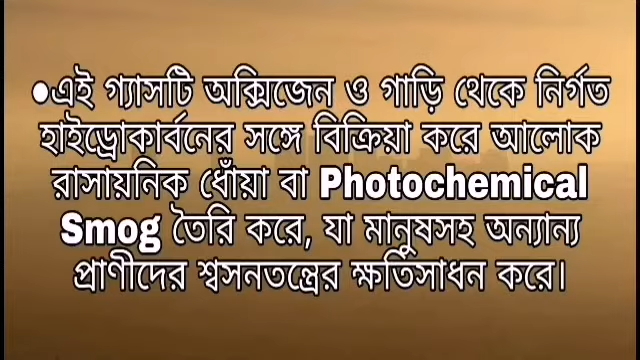 •এই গ্যাসটি অক্সিজেন ও গাড়ি থেকে নির্গত
হাইড্রোকার্বনের সঙ্গে বিক্রিয়া করে আলোক
রাসায়নিক ধোঁয়া বা Photochemical
Smog তৈরি করে, যা মানুষসহ অন্যান্য
প্রাণীদের শ্বসনতন্ত্রের ক্ষতিসাধন করে।